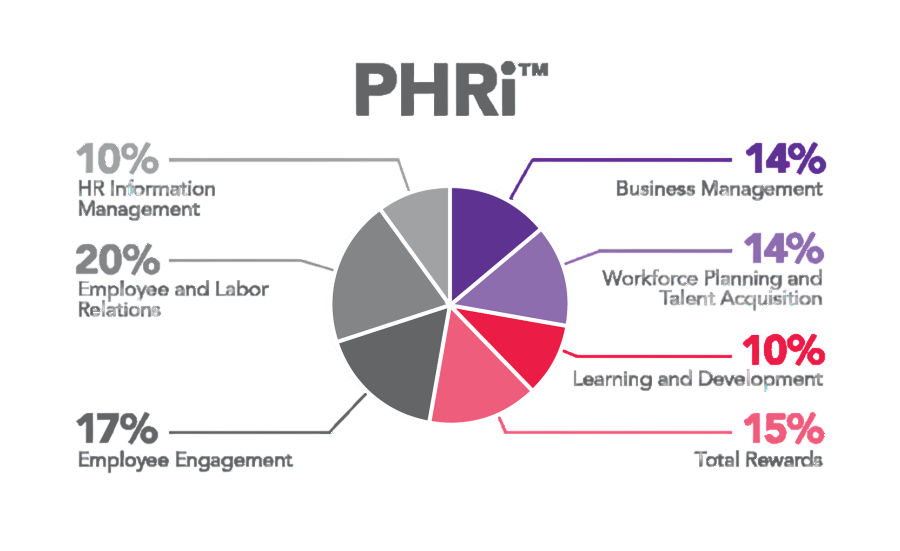 PHRi™
10%
HR Information
Management
20%
Employee and Labor
Relations
17%
Employee Engagement
14%
Business Management
14%
Workforce Planning and
Talent Acquisition
10%
Learning and Development
15%
Total Rewards